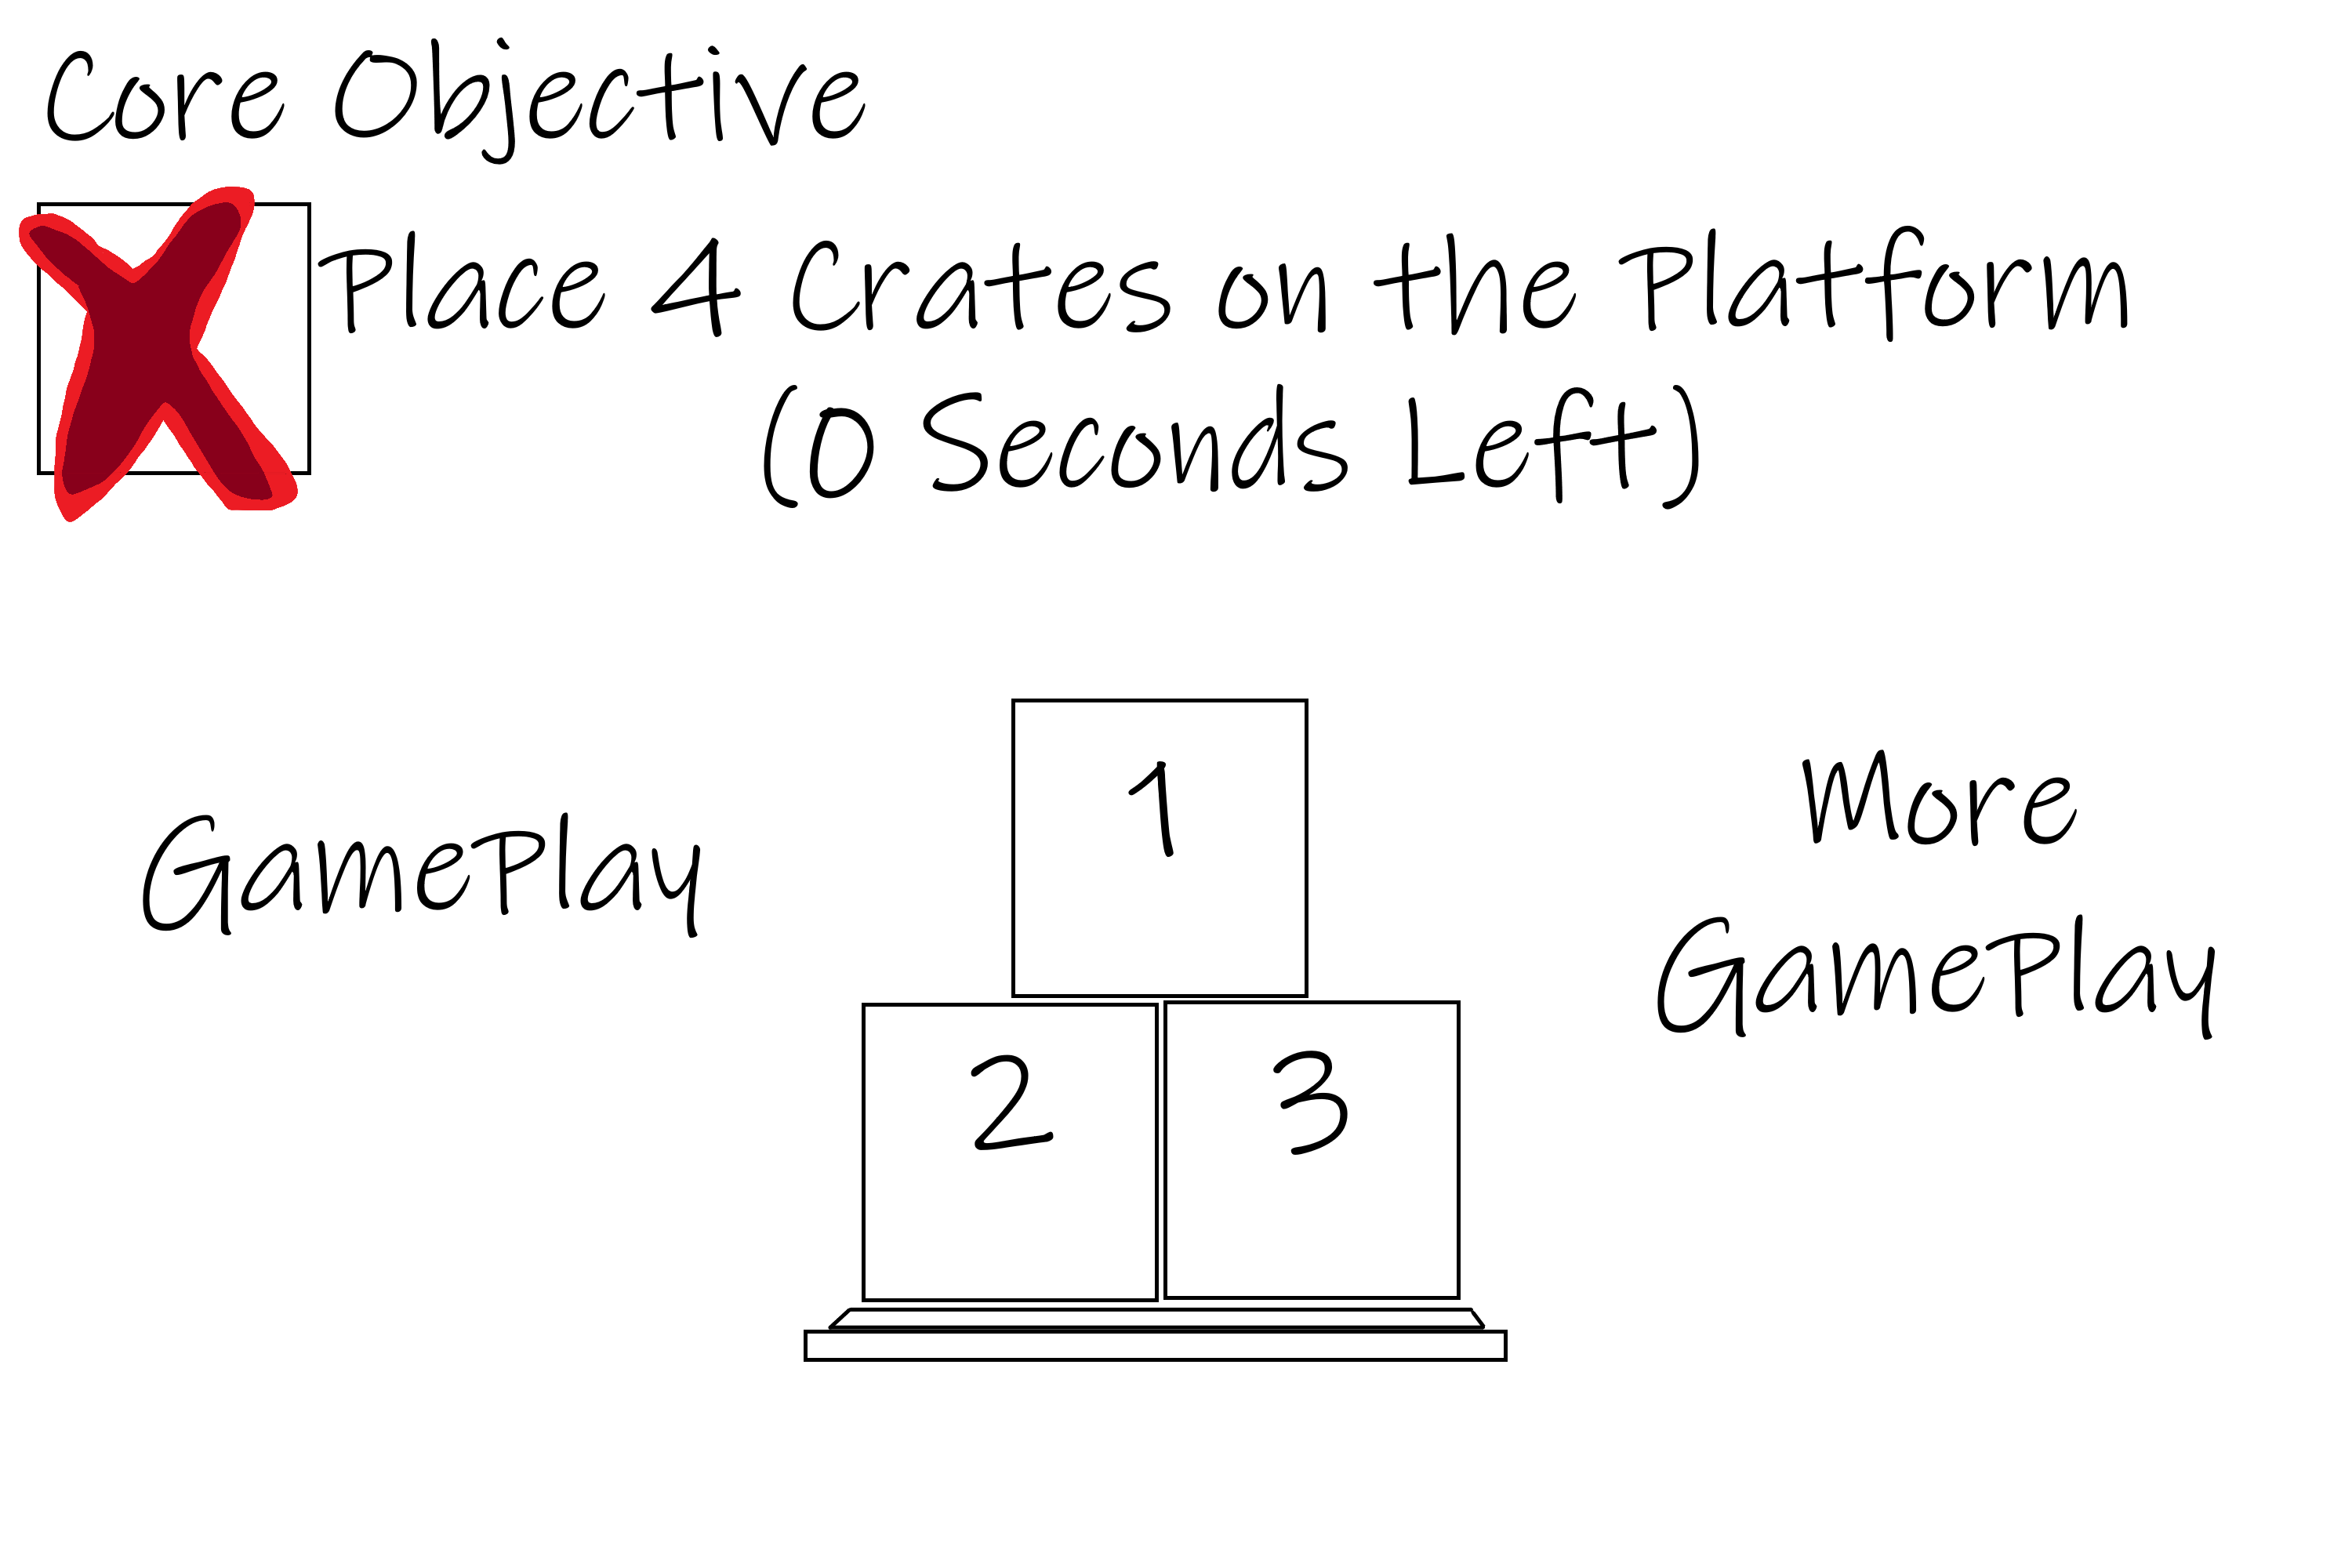 Core Objective
Place 4 Crates on the Platform
(0 Seconds Left)
1
GamePlay
More
GamePlay
2
3